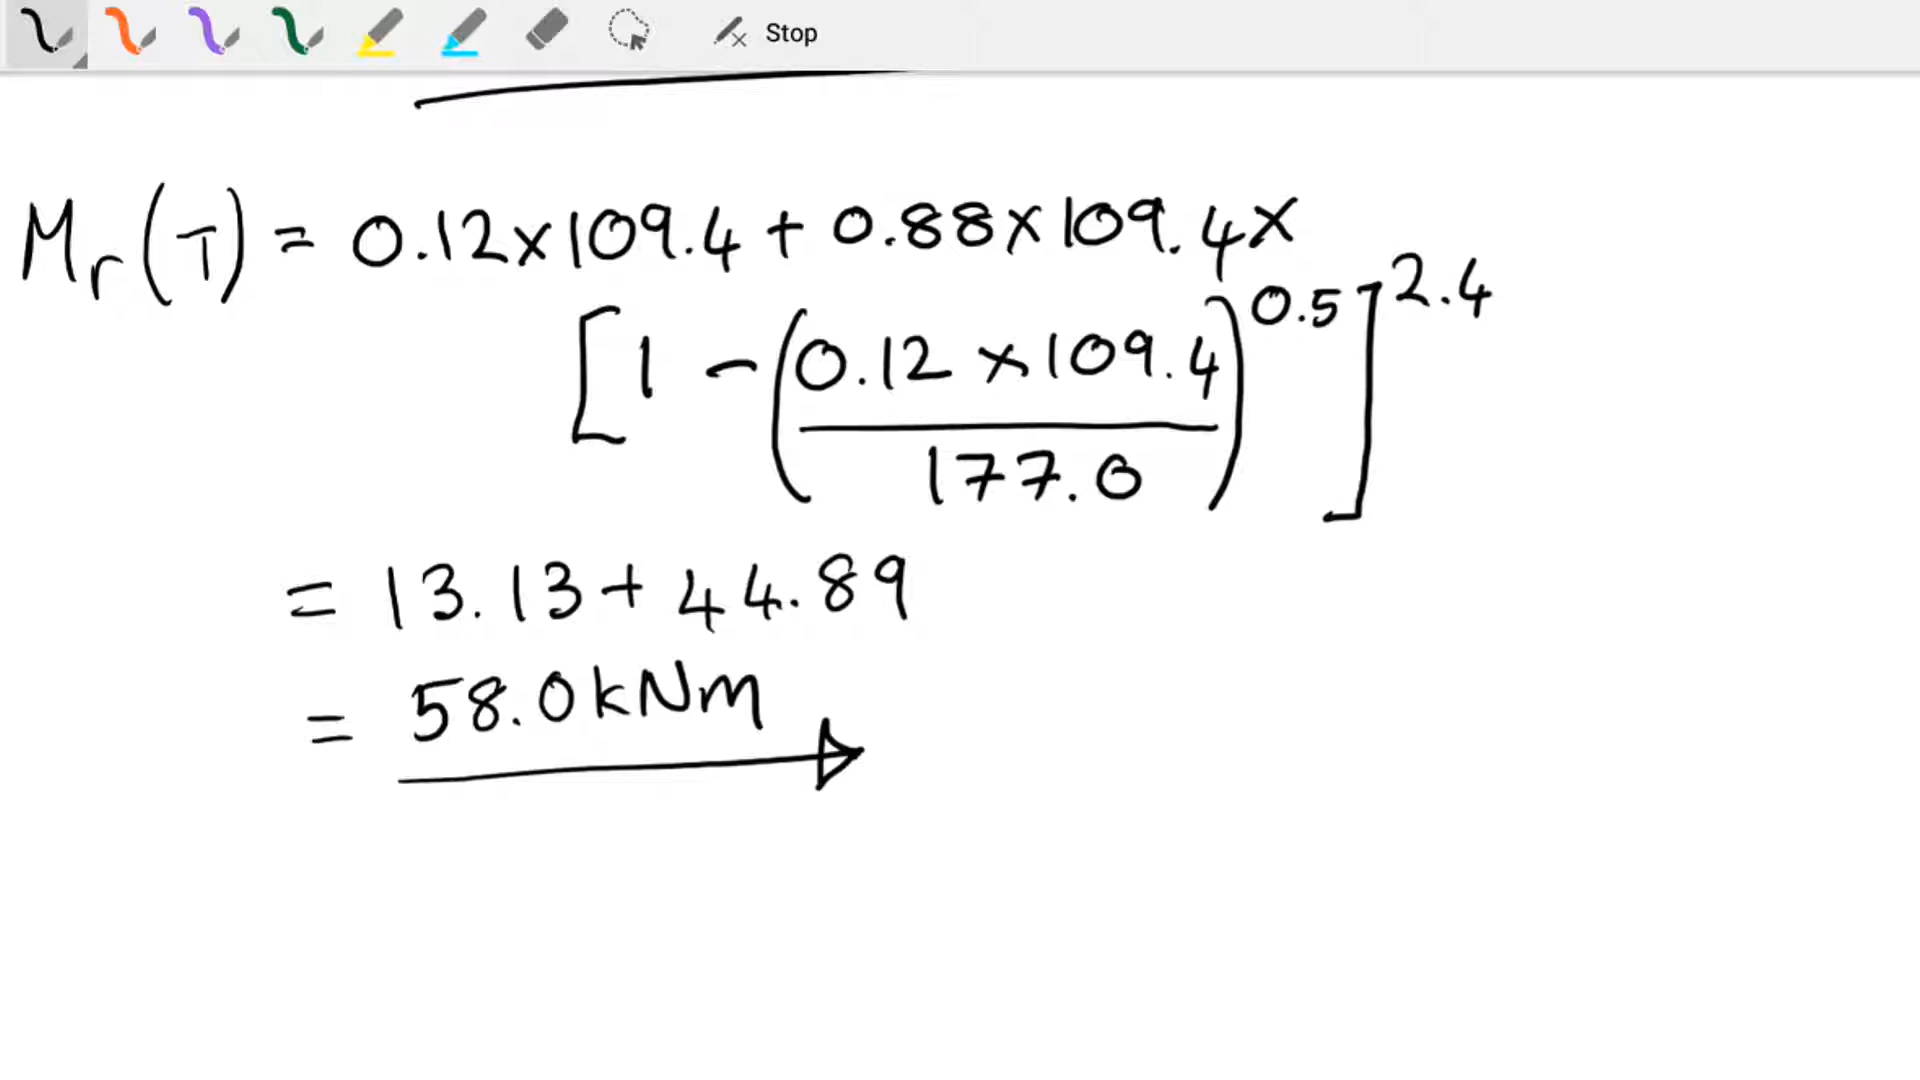 Stop
Mr(T) = 0.12×109.4 + 0.88×109.4×
[1 - (0.12×109.4/177.0)^0.5]^2.4
= 13.13 + 44.89
= 58.0kNm